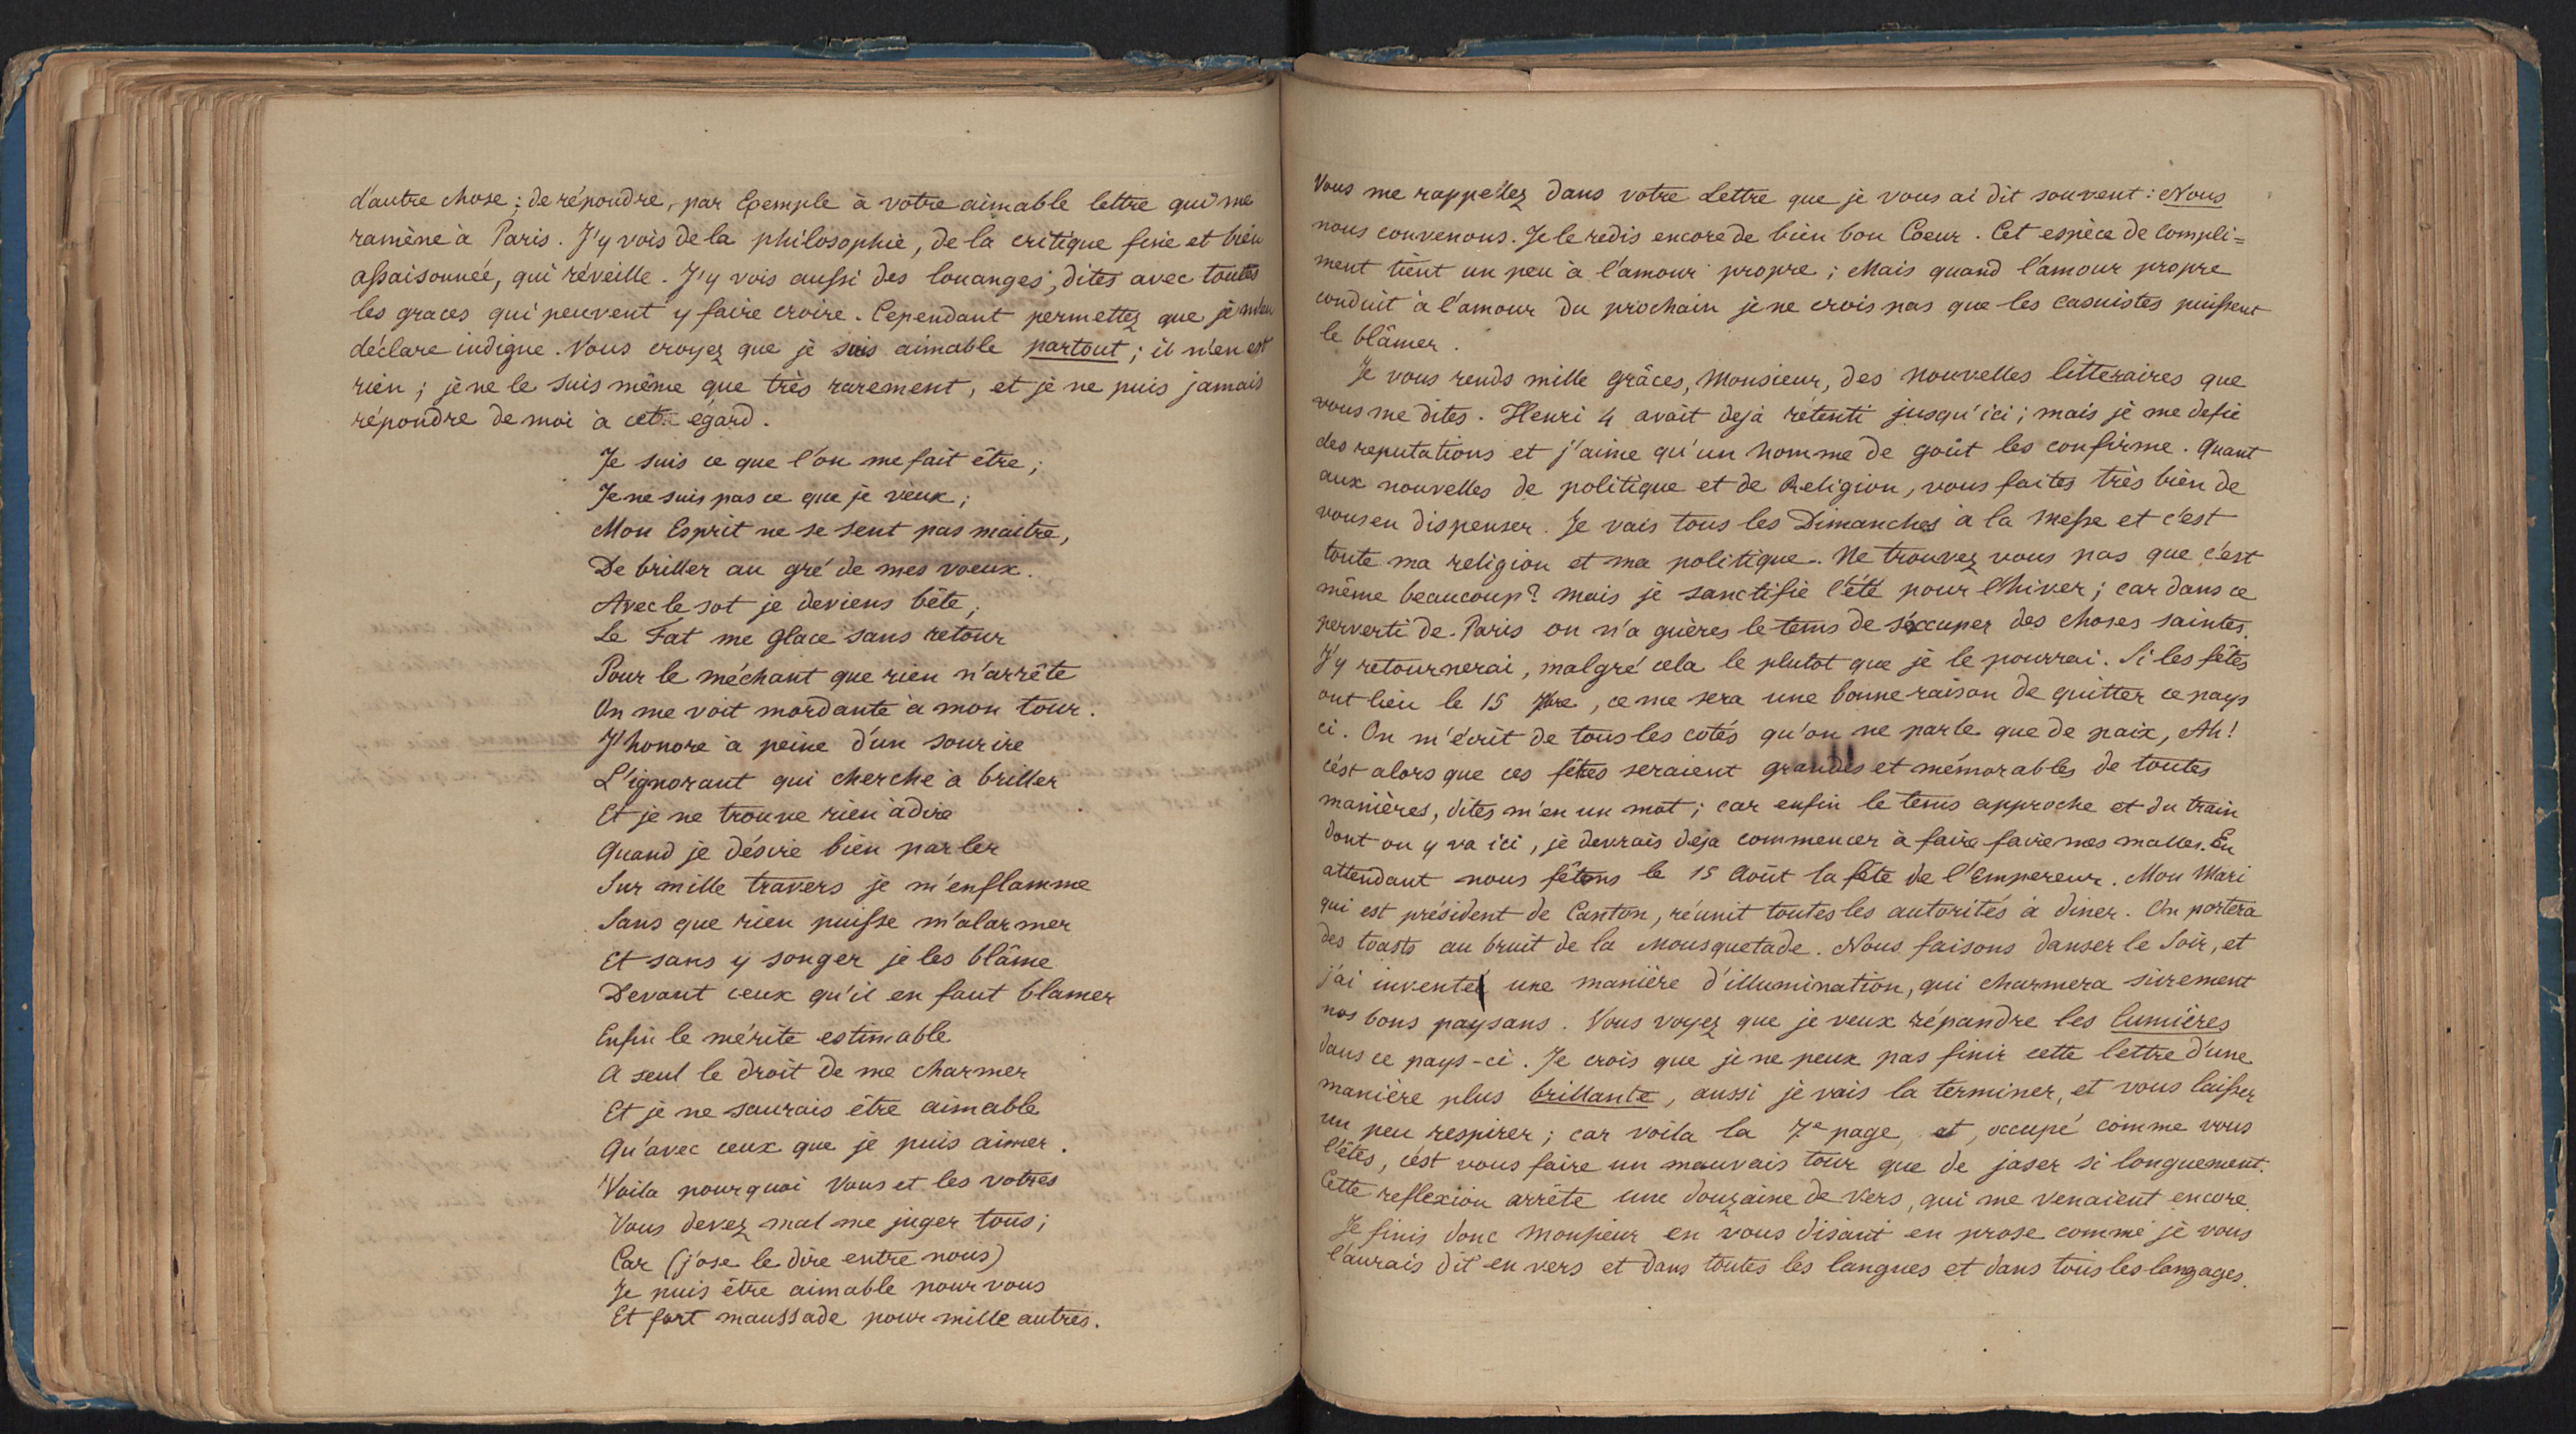 d'autre chose; de répondre, par Exemple à votre aimable lettre qui me
ramène à Paris. J'y vois de la philosophie, de la critique fine et bien
assaisonnée, qui réveille. J'y vois aussi des louanges, dites avec toutes
les graces qui peuvent y faire croire. Cependant permettez que je m'en
déclare indigne. Vous croyez que je suis aimable partout; il n'en est
rien; je ne le suis même que très rarement, et je ne puis jamais
répondre de moi à cet égard.
Je suis ce que l'on me fait être;
Je ne suis pas ce que je veux;
Mon Esprit ne se sent pas maitre,
De briller au gré de mes voeux.
Avec le sot je deviens bête,
Le Fat me glace sans retour
Pour le méchant que rien n'arrête
On me voit mordante à mon tour.
J'honore à peine d'un sourire
L'ignorant qui cherche à briller
Et je ne trouve rien à dire
Quand je désire bien parler
Sur mille travers je m'enflamme
Sans que rien puisse m'alarmer
Et sans y songer je les blâme
Devant ceux qu'il en faut blamer
Enfin le mérite estimable
A seul le droit de me charmer
Et je ne saurais être aimable
Qu'avec ceux que je puis aimer.
Voila pourquoi Vous et les votres
Vous devez mal me juger tous;
Car (j'ose le dire entre nous)
Je puis être aimable pour vous
Et fort maussade pour mille autres.
Vous me rappellez dans votre Lettre que je vous ai dit souvent: Nous
nous convenons. Je le redis encore de bien bon Coeur. Cet espèce de compli=
ment tient un peu à l'amour propre; Mais quand l'amour propre
conduit à l'amour du prochain je ne crois pas que les casuistes puissent
le blâmer.
Je vous rends mille grâces, Monsieur, des nouvelles litteraires que
vous me dites. Henri 4 avait deja retenti jusqu'ici; mais je me defie
des reputations et j'aime qu'un homme de goût les confirme. Quant
aux nouvelles de politique et de Religion, vous faites très bien de
vous en dispenser. Je vais tous les Dimanches à la messe et c'est
toute ma religion et ma politique. Ne trouvez vous pas que c'est
même beaucoup? mais je sanctifie l'été pour l'hiver; car dans ce
perverti de Paris on n'a guères le tems de s'occuper des choses saintes.
J'y retournerai, malgré cela le plutot que je le pourrai. Si les fêtes
ont lieu le 15 7bre, ce me sera une bonne raison de quitter ce pays
ci. On m'écrit de tous les cotés qu'on ne parle que de paix, Ah!
c'est alors que ces fêtes seraient grandes et mémorables de toutes
manières, dites m'en un mot; car enfin le tems approche et du train
dont on y va ici, je devrais deja commencer à faire faire mes malles. En
attendant nous fêtons le 15 Août la fête de l'Empereur. Mon Mari
qui est président de Canton, réunit toutes les autorités à diner. On portera
des toasts au bruit de la mousquetade. Nous faisons danser le Soir, et
j'ai inventé une manière d'illumination, qui charmera surement
nos bons paysans. Vous voyez que je veux répandre les lumières
dans ce pays-ci. Je crois que je ne peux pas finir cette lettre d'une
manière plus brillante, aussi je vais la terminer, et vous laisser
un peu respirer; car voila la 7e page, et, occupé comme vous
l'êtes, c'est vous faire un mauvais tour que de jaser si longuement.
Cette reflexion arrête une douzaine de vers, qui me venaient encore.
Je finis donc Monsieur en vous disant en prose comme je vous
l'aurais dit en vers et dans toutes les langues et dans tous les langages.